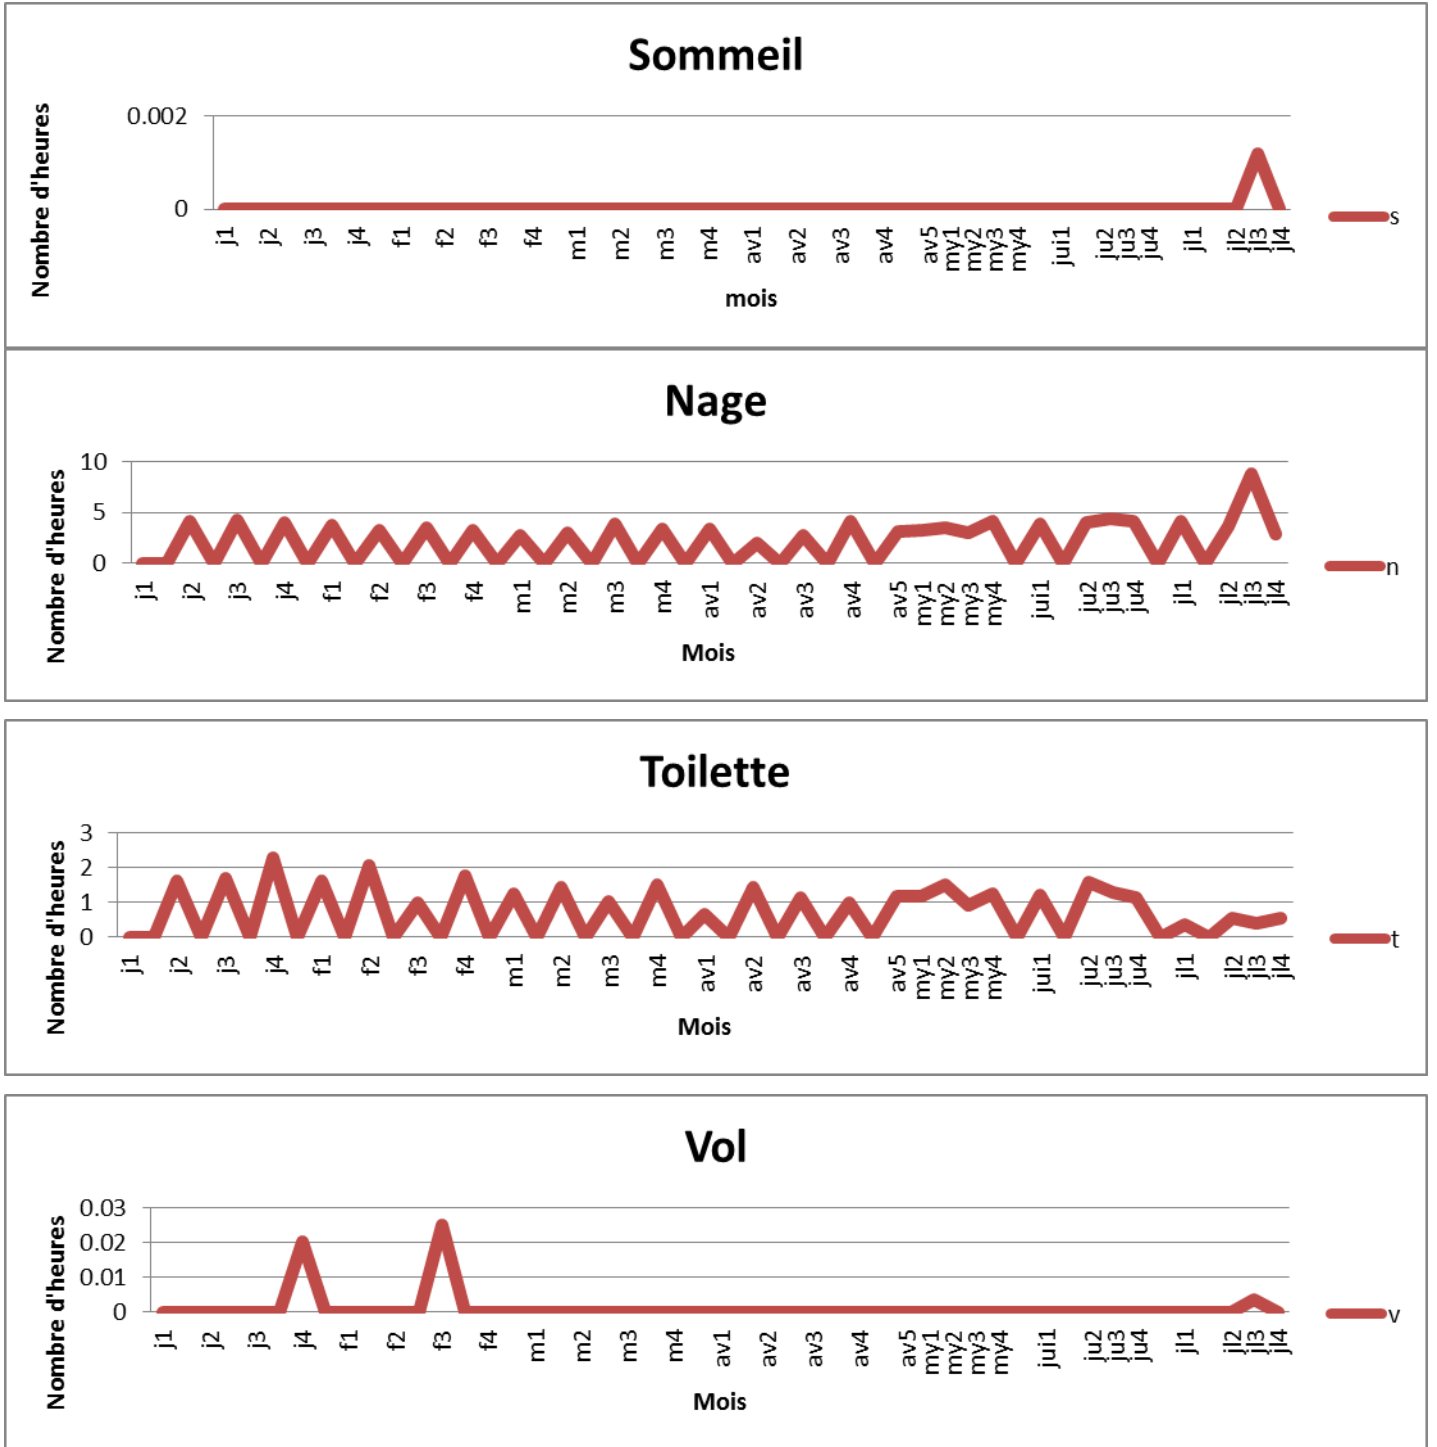 Sommeil
Nombre d'heures
0.002
0
j1 j2 j3 j4 f1 f2 f3 f4 m1 m2 m3 m4 av1 av2 av3 av4 av5 my1 my2 my3 my4 jui1 ju2 ju3 ju4 jl1 jl2 jl3 jl4
mois
s
Nage
Nombre d'heures
10
5
0
j1 j2 j3 j4 f1 f2 f3 f4 m1 m2 m3 m4 av1 av2 av3 av4 av5 my1 my2 my3 my4 jui1 ju2 ju3 ju4 jl1 jl2 jl3 jl4
Mois
n
Toilette
Nombre d'heures
3
2
1
0
j1 j2 j3 j4 f1 f2 f3 f4 m1 m2 m3 m4 av1 av2 av3 av4 av5 my1 my2 my3 my4 jui1 ju2 ju3 ju4 jl1 jl2 jl3 jl4
Mois
t
Vol
Nombre d'heures
0.03
0.02
0.01
0
j1 j2 j3 j4 f1 f2 f3 f4 m1 m2 m3 m4 av1 av2 av3 av4 av5 my1 my2 my3 my4 jui1 ju2 ju3 ju4 jl1 jl2 jl3 jl4
Mois
v